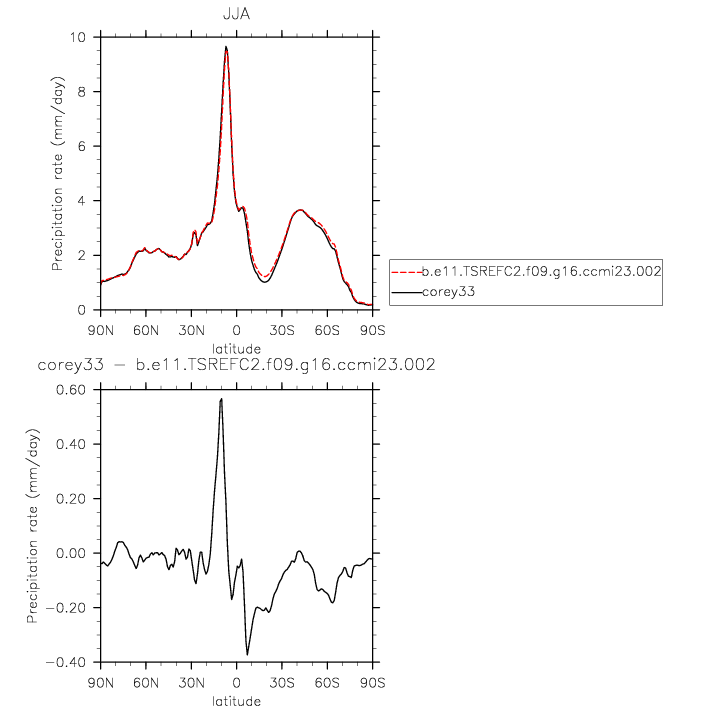 JJA
10
8
6
4
2
0
Precipitation rate (mm/day)
90N 60N 30N 0 30S 60S 90S
latitude
b.e11.TSREFC2.f09.g16.ccmi23.002
corey33
corey33 − b.e11.TSREFC2.f09.g16.ccmi23.002
0.60
0.40
0.20
0.00
−0.20
−0.40
Precipitation rate (mm/day)
90N 60N 30N 0 30S 60S 90S
latitude